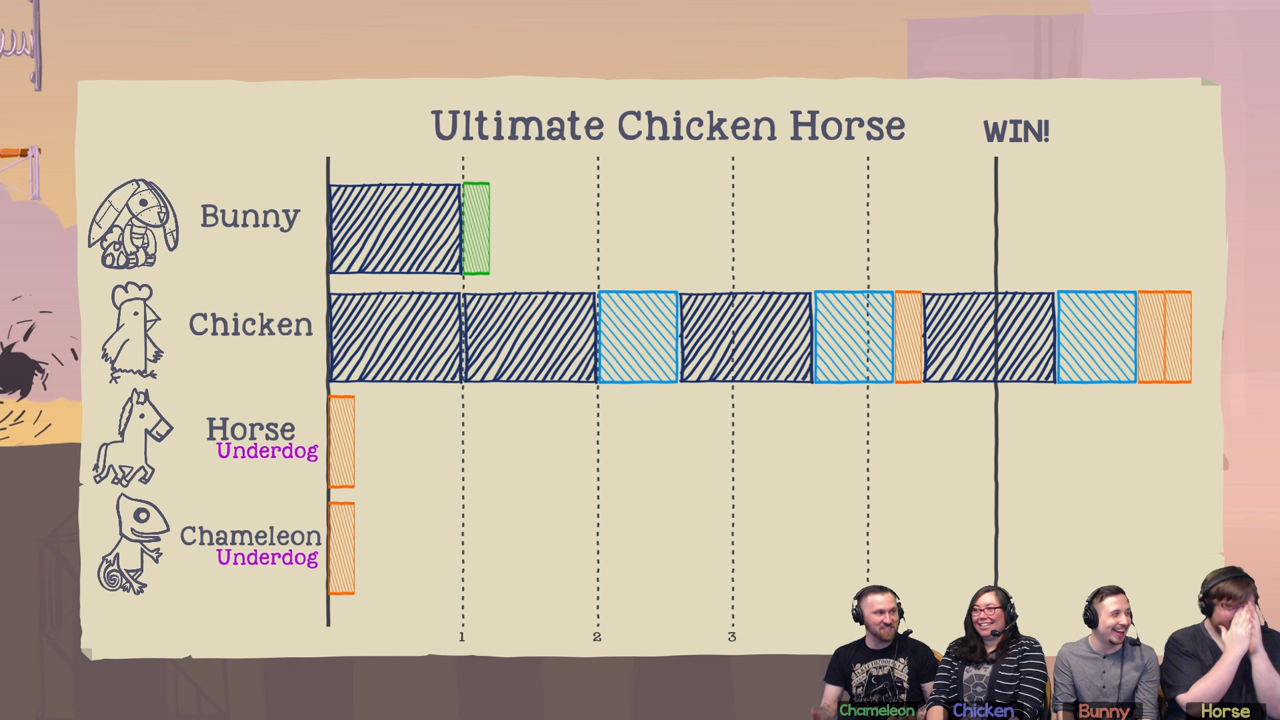 Ultimate Chicken Horse
WIN!
Bunny
Chicken
Horse
Underdog
Chameleon
Underdog
1
2
3
Chameleon
Chicken
Bunny
Horse